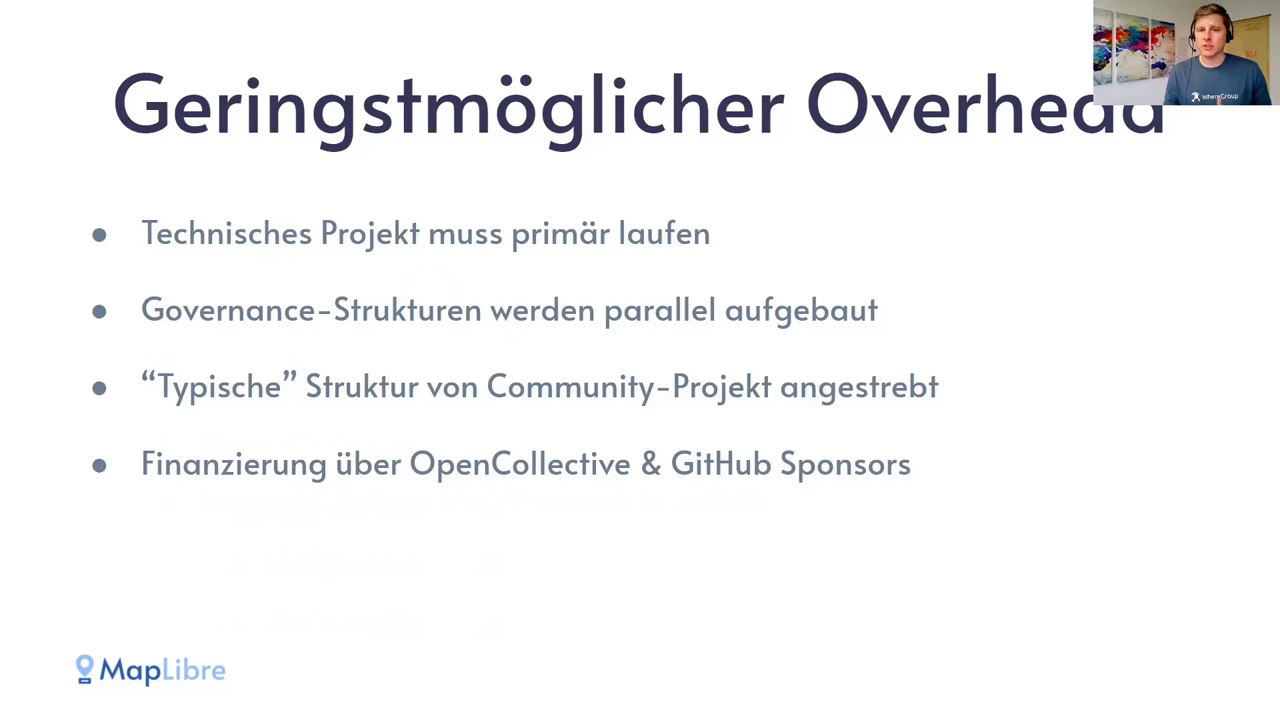 Geringstmöglicher Overhead
whereGroup
● Technisches Projekt muss primär laufen
● Governance-Strukturen werden parallel aufgebaut
● “Typische” Struktur von Community-Projekt angestrebt
● Finanzierung über OpenCollective & GitHub Sponsors
MapLibre